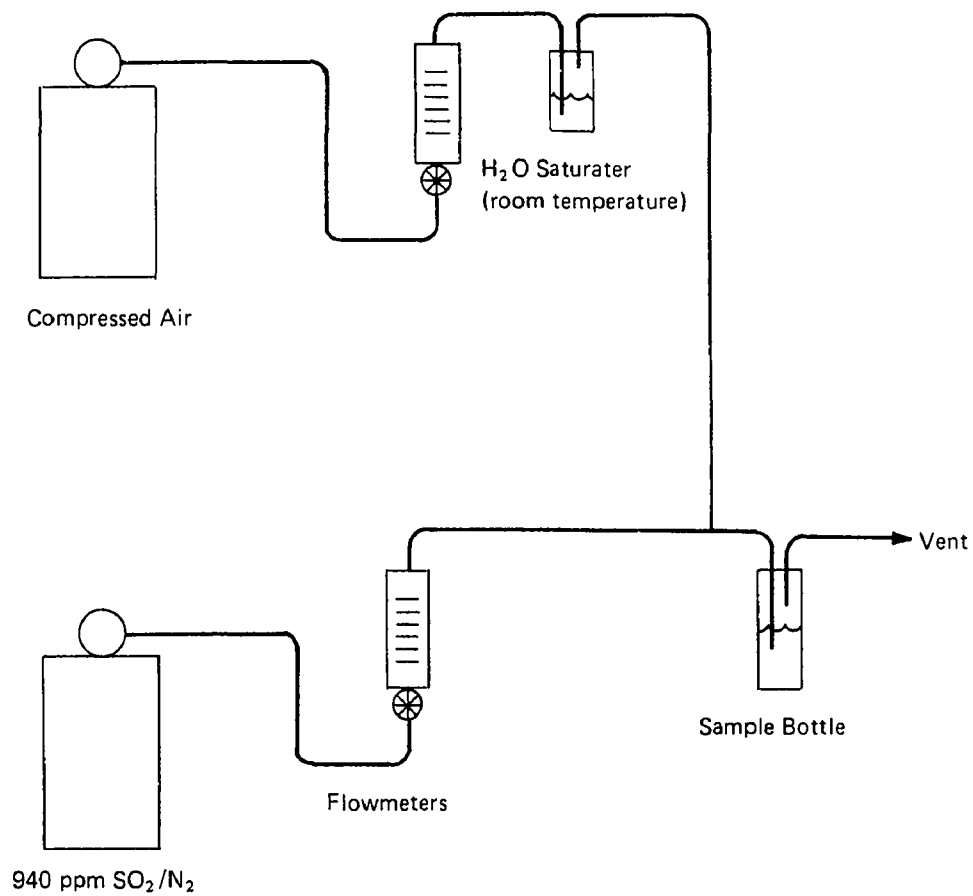 H₂O Saturater
(room temperature)
Compressed Air
Vent
Sample Bottle
Flowmeters
940 ppm SO₂/N₂